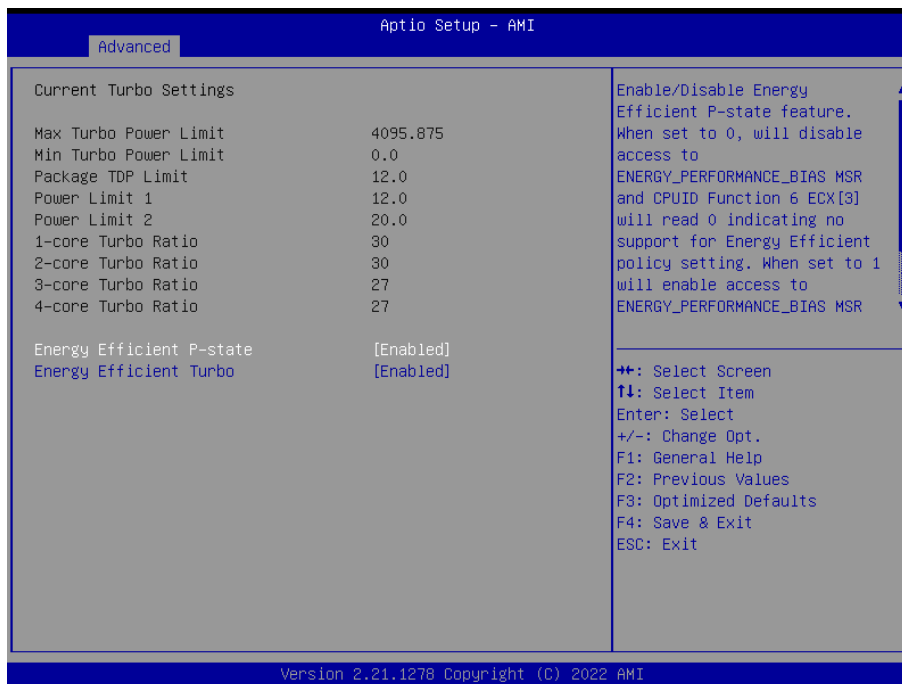 Aptio Setup – AMI
Advanced
Current Turbo Settings
Max Turbo Power Limit 4095.875
Min Turbo Power Limit 0.0
Package TDP Limit 12.0
Power Limit 1 12.0
Power Limit 2 20.0
1-core Turbo Ratio 30
2-core Turbo Ratio 30
3-core Turbo Ratio 27
4-core Turbo Ratio 27
Energy Efficient P-state [Enabled]
Energy Efficient Turbo [Enabled]
Enable/Disable Energy
Efficient P-state feature.
When set to 0, will disable
access to
ENERGY_PERFORMANCE_BIAS MSR
and CPUID Function 6 ECX[3]
will read 0 indicating no
support for Energy Efficient
policy setting. When set to 1
will enable access to
ENERGY_PERFORMANCE_BIAS MSR
→←: Select Screen
↑↓: Select Item
Enter: Select
+/-: Change Opt.
F1: General Help
F2: Previous Values
F3: Optimized Defaults
F4: Save & Exit
ESC: Exit
Version 2.21.1278 Copyright (C) 2022 AMI